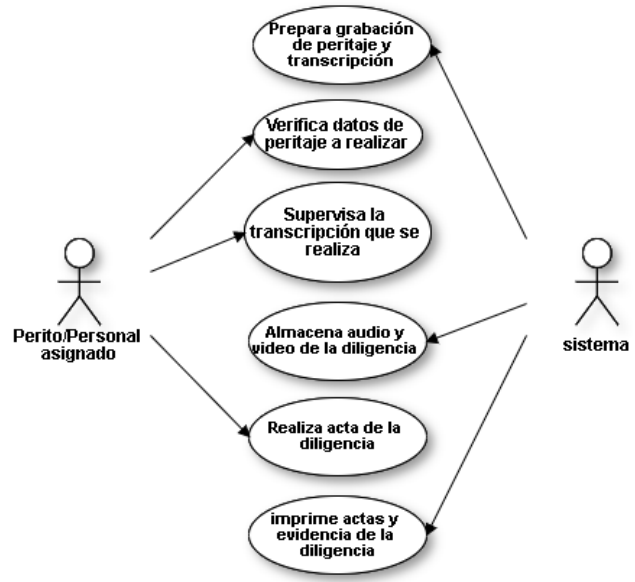 Prepara grabación
de peritaje y
transcripción
Verifica datos de
peritaje a realizar
Supervisa la
transcripción que se
realiza
Perito/Personal
asignado
sistema
Almacena audio y
video de la diligencia
Realiza acta de la
diligencia
imprime actas y
evidencia de la
diligencia